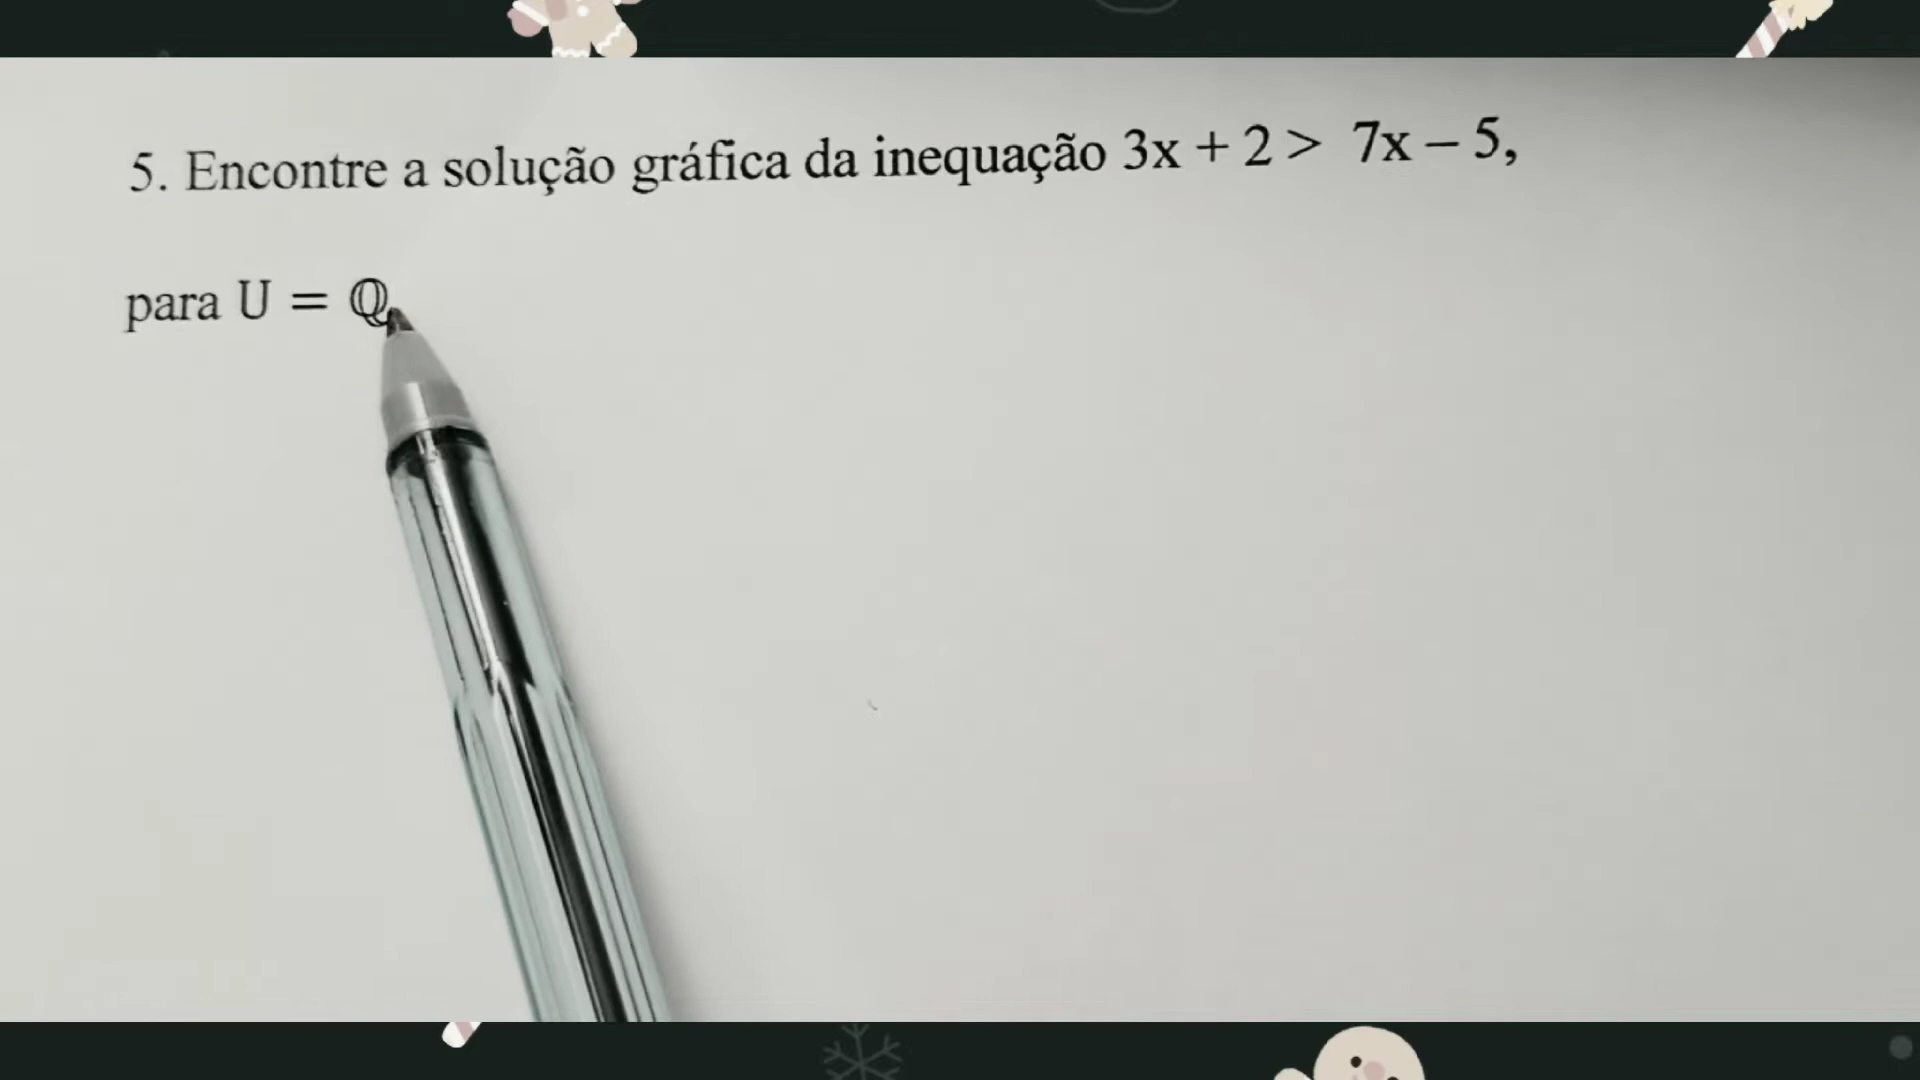 5. Encontre a solução gráfica da inequação 3x + 2 > 7x – 5,
para U = ℚ